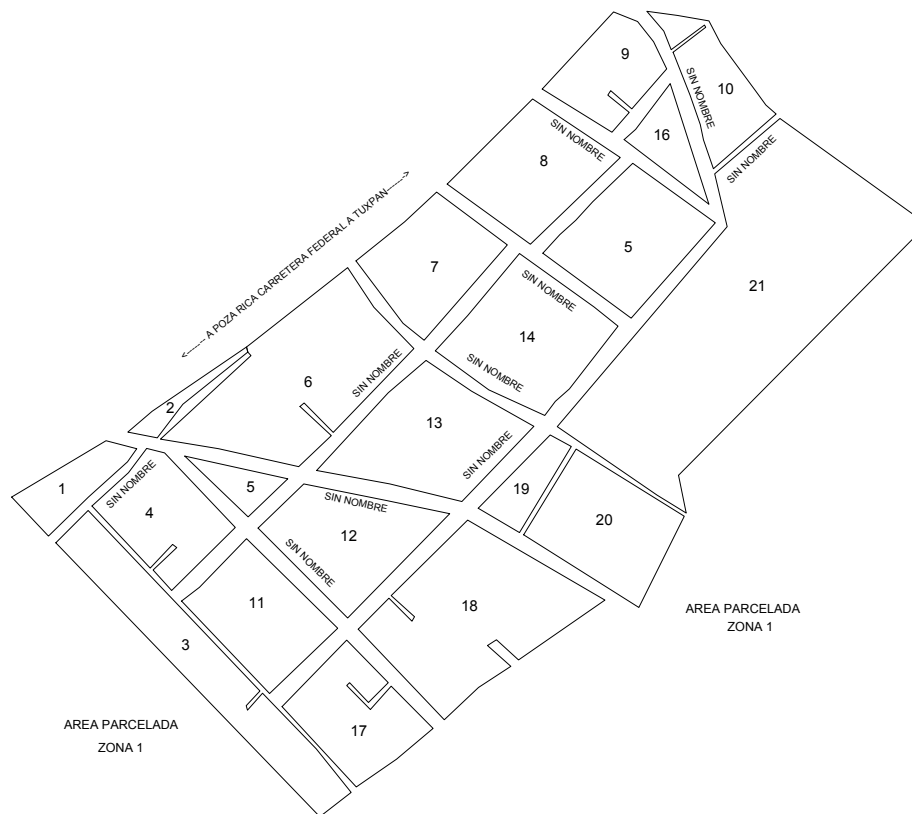 9
10
SIN NOMBRE
16
SIN NOMBRE
8
SIN NOMBRE
<----- A POZA RICA CARRETERA FEDERAL A TUXPAN----->
7
5
21
SIN NOMBRE
14
SIN NOMBRE
6
SIN NOMBRE
2
13
SIN NOMBRE
1
SIN NOMBRE
4
5
SIN NOMBRE
12
SIN NOMBRE
19
20
11
18
AREA PARCELADA
ZONA 1
3
17
AREA PARCELADA
ZONA 1